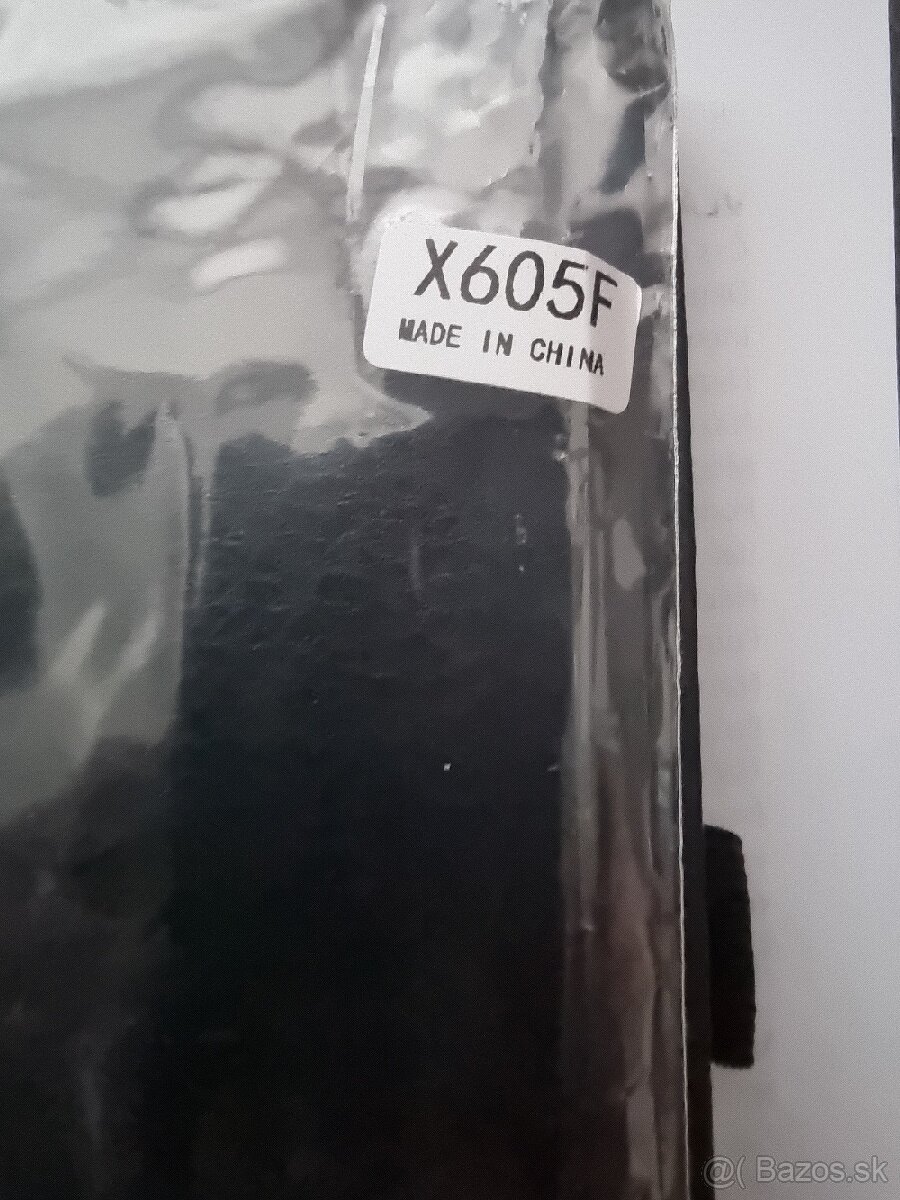 X605F
MADE IN CHINA
@( Bazos.sk